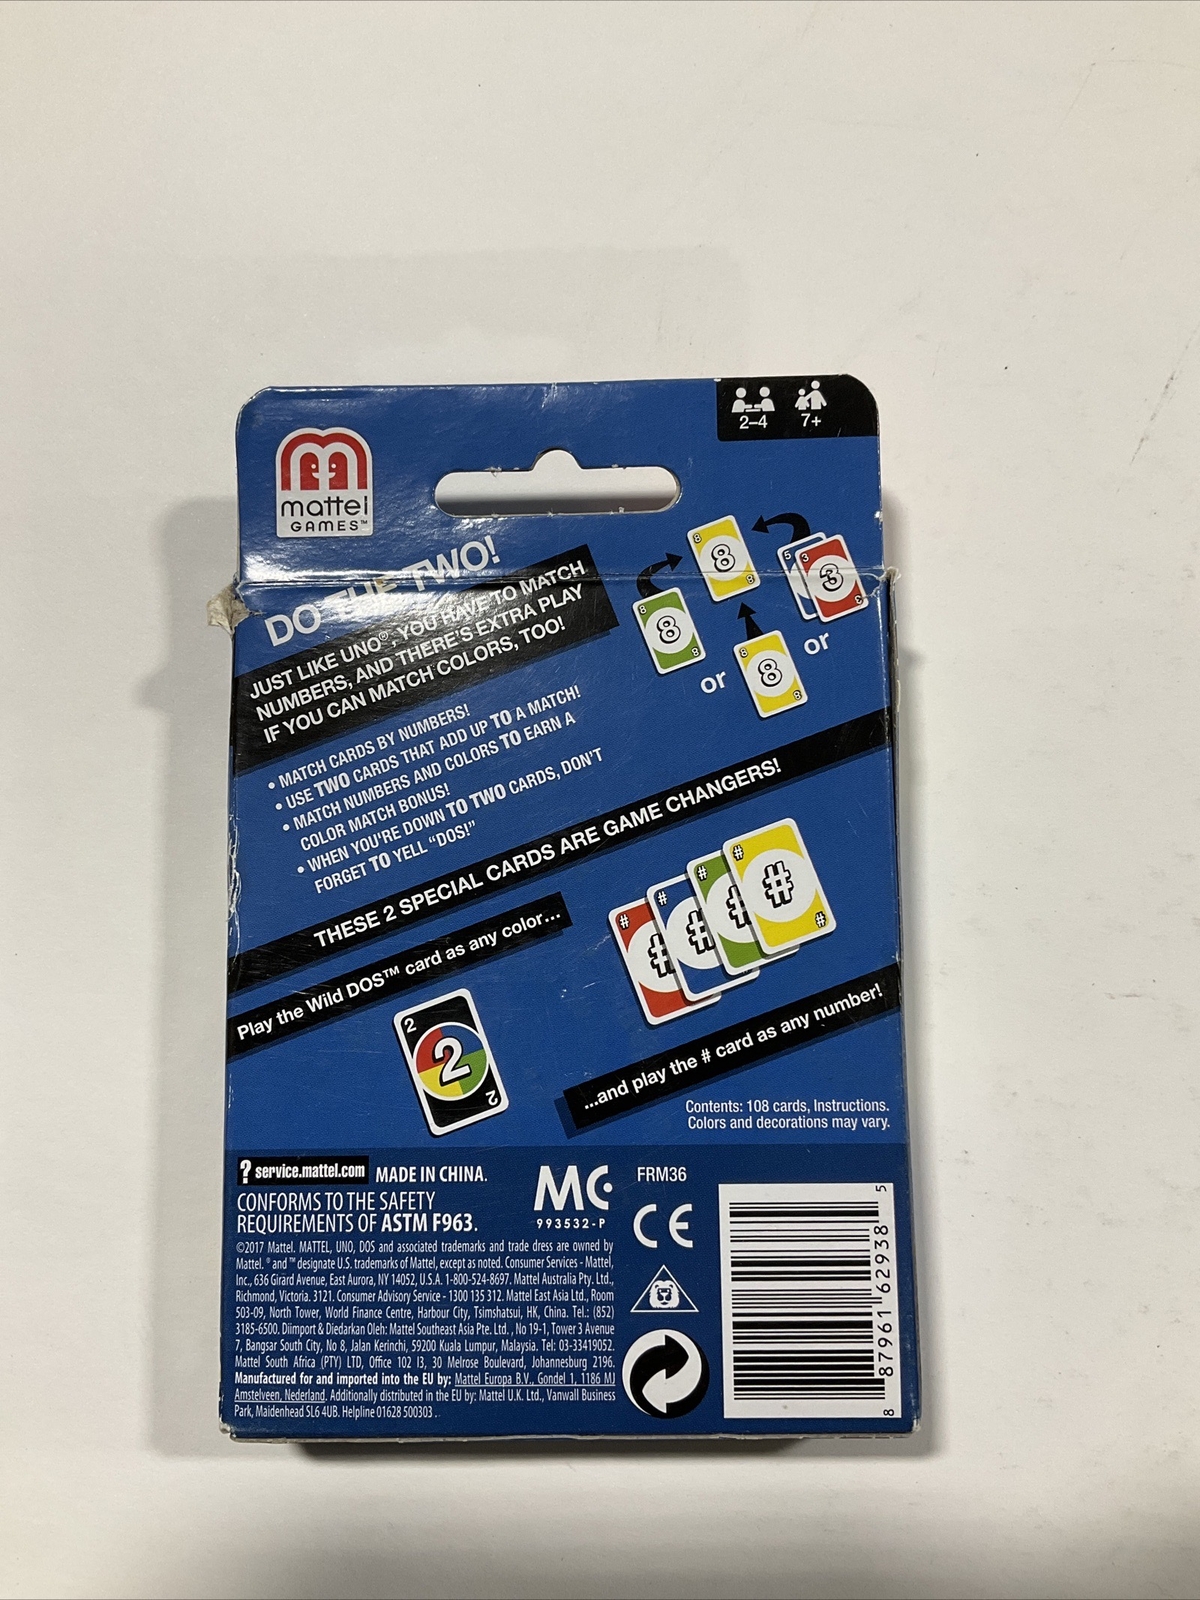 2–4
7+
mattel
GAMES™
DO THE TWO!
JUST LIKE UNO®, YOU HAVE TO MATCH
NUMBERS, AND THERE'S EXTRA PLAY
IF YOU CAN MATCH COLORS, TOO!
8
8
8
8
8
8
5
3
3
3
8
8
8
or
or
• MATCH CARDS BY NUMBERS!
• USE TWO CARDS THAT ADD UP TO A MATCH!
• MATCH NUMBERS AND COLORS TO EARN A
COLOR MATCH BONUS!
• WHEN YOU'RE DOWN TO TWO CARDS, DON'T
FORGET TO YELL "DOS!"
THESE 2 SPECIAL CARDS ARE GAME CHANGERS!
Play the Wild DOS™ card as any color...
2
2
2
#
#
#
#
#
#
#
#
#
...and play the # card as any number!
Contents: 108 cards, Instructions.
Colors and decorations may vary.
? service.mattel.com MADE IN CHINA.
CONFORMS TO THE SAFETY
REQUIREMENTS OF ASTM F963.
MC
993532-P
FRM36
CE
©2017 Mattel. MATTEL, UNO, DOS and associated trademarks and trade dress are owned by
Mattel. ® and ™ designate U.S. trademarks of Mattel, except as noted. Consumer Services - Mattel,
Inc., 636 Girard Avenue, East Aurora, NY 14052, U.S.A. 1-800-524-8697. Mattel Australia Pty. Ltd.,
Richmond, Victoria. 3121. Consumer Advisory Service - 1300 135 312. Mattel East Asia Ltd., Room
503-09, North Tower, World Finance Centre, Harbour City, Tsimshatsui, HK, China. Tel.: (852)
3185-6500. Diimport & Diedarkan Oleh: Mattel Southeast Asia Pte. Ltd. , No 19-1, Tower 3 Avenue
7, Bangsar South City, No 8, Jalan Kerinchi, 59200 Kuala Lumpur, Malaysia. Tel: 03-33419052.
Mattel South Africa (PTY) LTD, Office 102 I3, 30 Melrose Boulevard, Johannesburg 2196.
Manufactured for and imported into the EU by: Mattel Europa B.V., Gondel 1, 1186 MJ
Amstelveen, Nederland. Additionally distributed in the EU by: Mattel U.K. Ltd., Vanwall Business
Park, Maidenhead SL6 4UB. Helpline 01628 500303 .
8 87961 62938 5